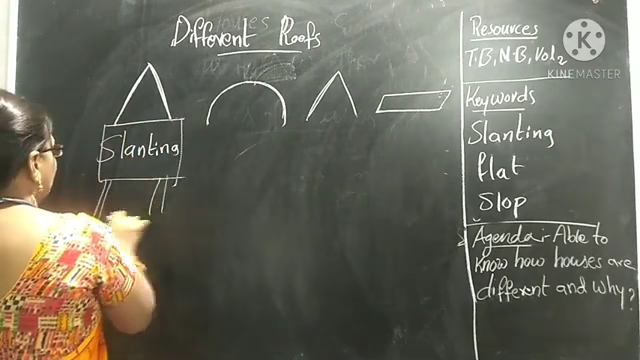 Different Roofs
Slanting
Resources
T.B, N.B, Vol 2
Keywords
Slanting
flat
Slop
Agenda - Able to
know how houses are
different and why?
KINEMASTER